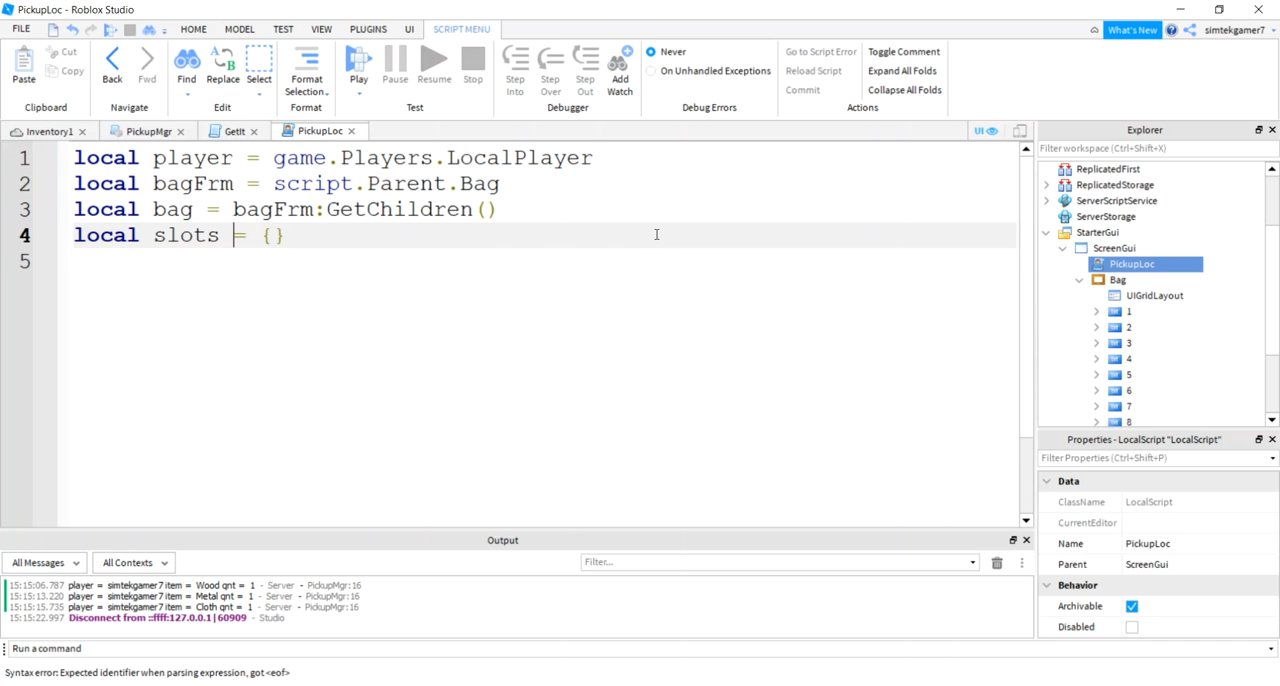 PickupLoc - Roblox Studio
FILE HOME MODEL TEST VIEW PLUGINS UI SCRIPT MENU What's New simtekgamer7
Paste Cut Copy Back Fwd Find Replace Select Format Selection Play Pause Resume Stop Step Into Step Over Step Out Add Watch
Never
On Unhandled Exceptions
Go to Script Error
Reload Script
Commit
Toggle Comment
Expand All Folds
Collapse All Folds
Clipboard Navigate Edit Format Test Debugger Debug Errors Actions
Inventory1 PickupMgr GetIt PickupLoc UI
1 local player = game.Players.LocalPlayer
2 local bagFrm = script.Parent.Bag
3 local bag = bagFrm:GetChildren()
4 local slots = {}
5
Explorer
Filter workspace (Ctrl+Shift+X)
ReplicatedFirst
ReplicatedStorage
ServerScriptService
ServerStorage
StarterGui
ScreenGui
PickupLoc
Bag
UIGridLayout
1
2
3
4
5
6
7
8
Properties - LocalScript "LocalScript"
Filter Properties (Ctrl+Shift+P)
Data
ClassName LocalScript
CurrentEditor
Name PickupLoc
Parent ScreenGui
Behavior
Archivable
Disabled
Output
All Messages All Contexts Filter...
15:15:06.787 player = simtekgamer7 item = Wood qnt = 1 - Server - PickupMgr:16
15:15:13.220 player = simtekgamer7 item = Metal qnt = 1 - Server - PickupMgr:16
15:15:15.735 player = simtekgamer7 item = Cloth qnt = 1 - Server - PickupMgr:16
15:15:22.997 Disconnect from ::ffff:127.0.0.1|60909 - Studio
Run a command
Syntax error: Expected identifier when parsing expression, got <eof>